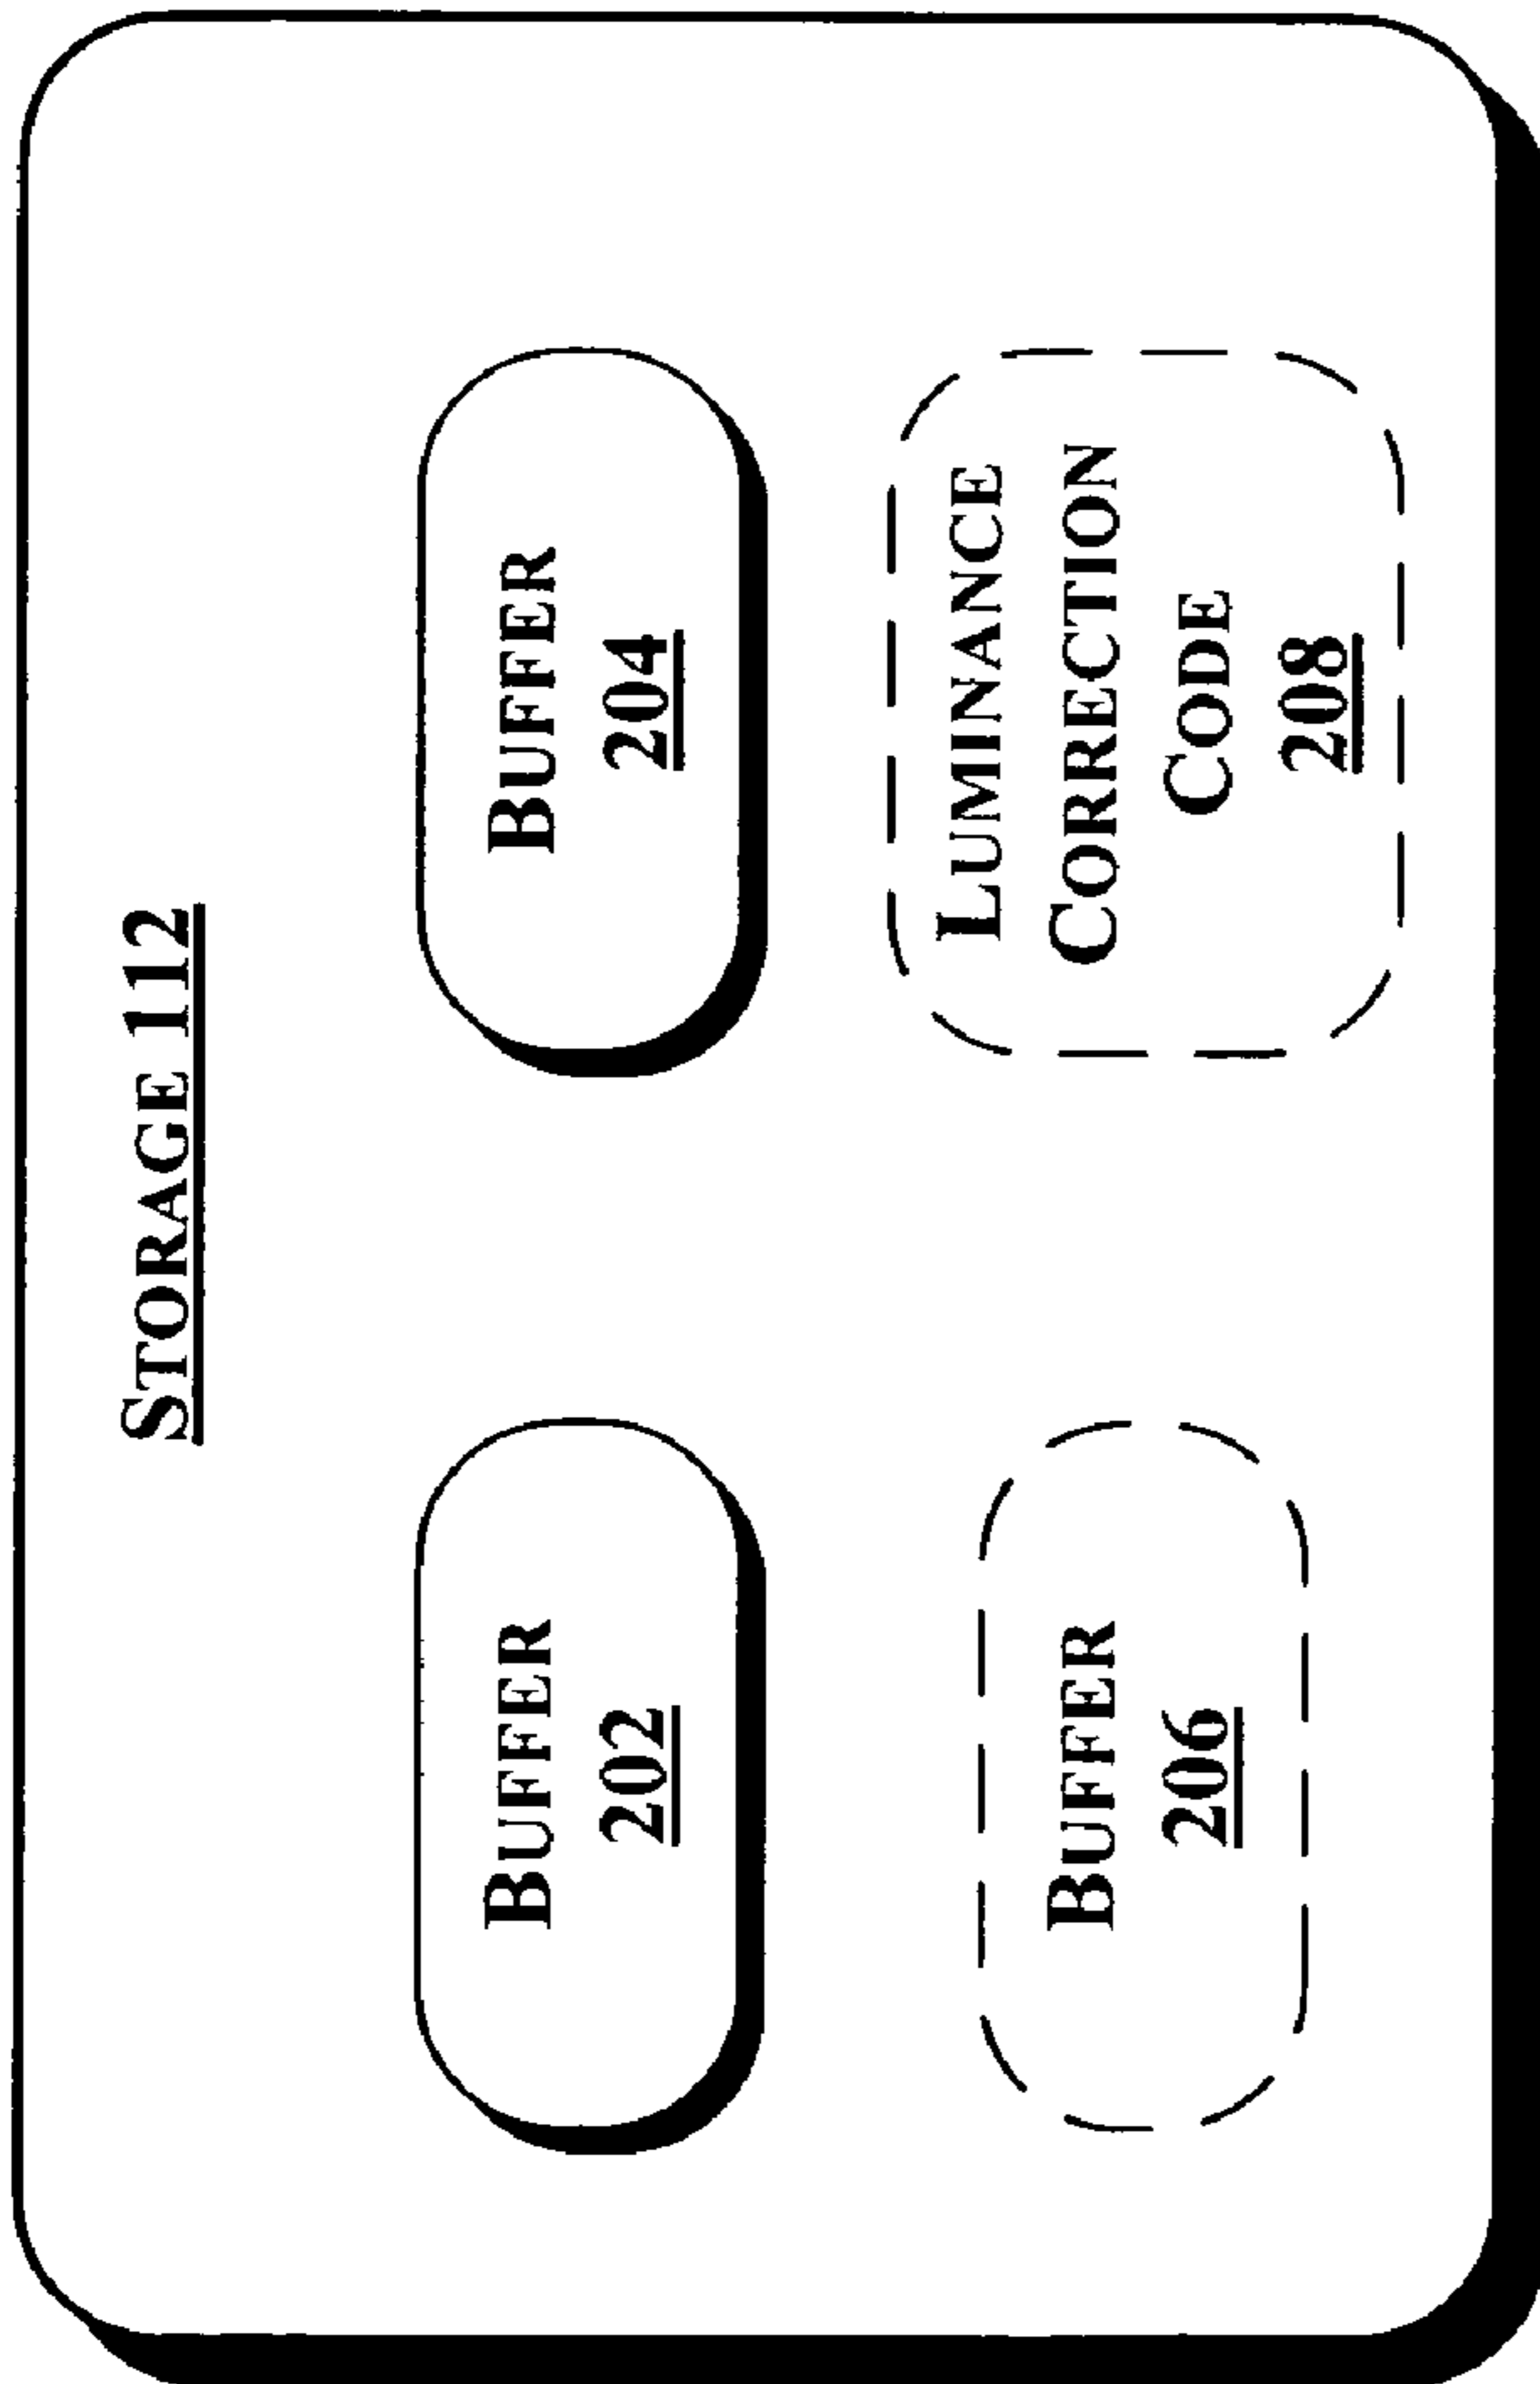 STORAGE 112
BUFFER
202
BUFFER
204
BUFFER
206
LUMINANCE
CORRECTION
CODE
208